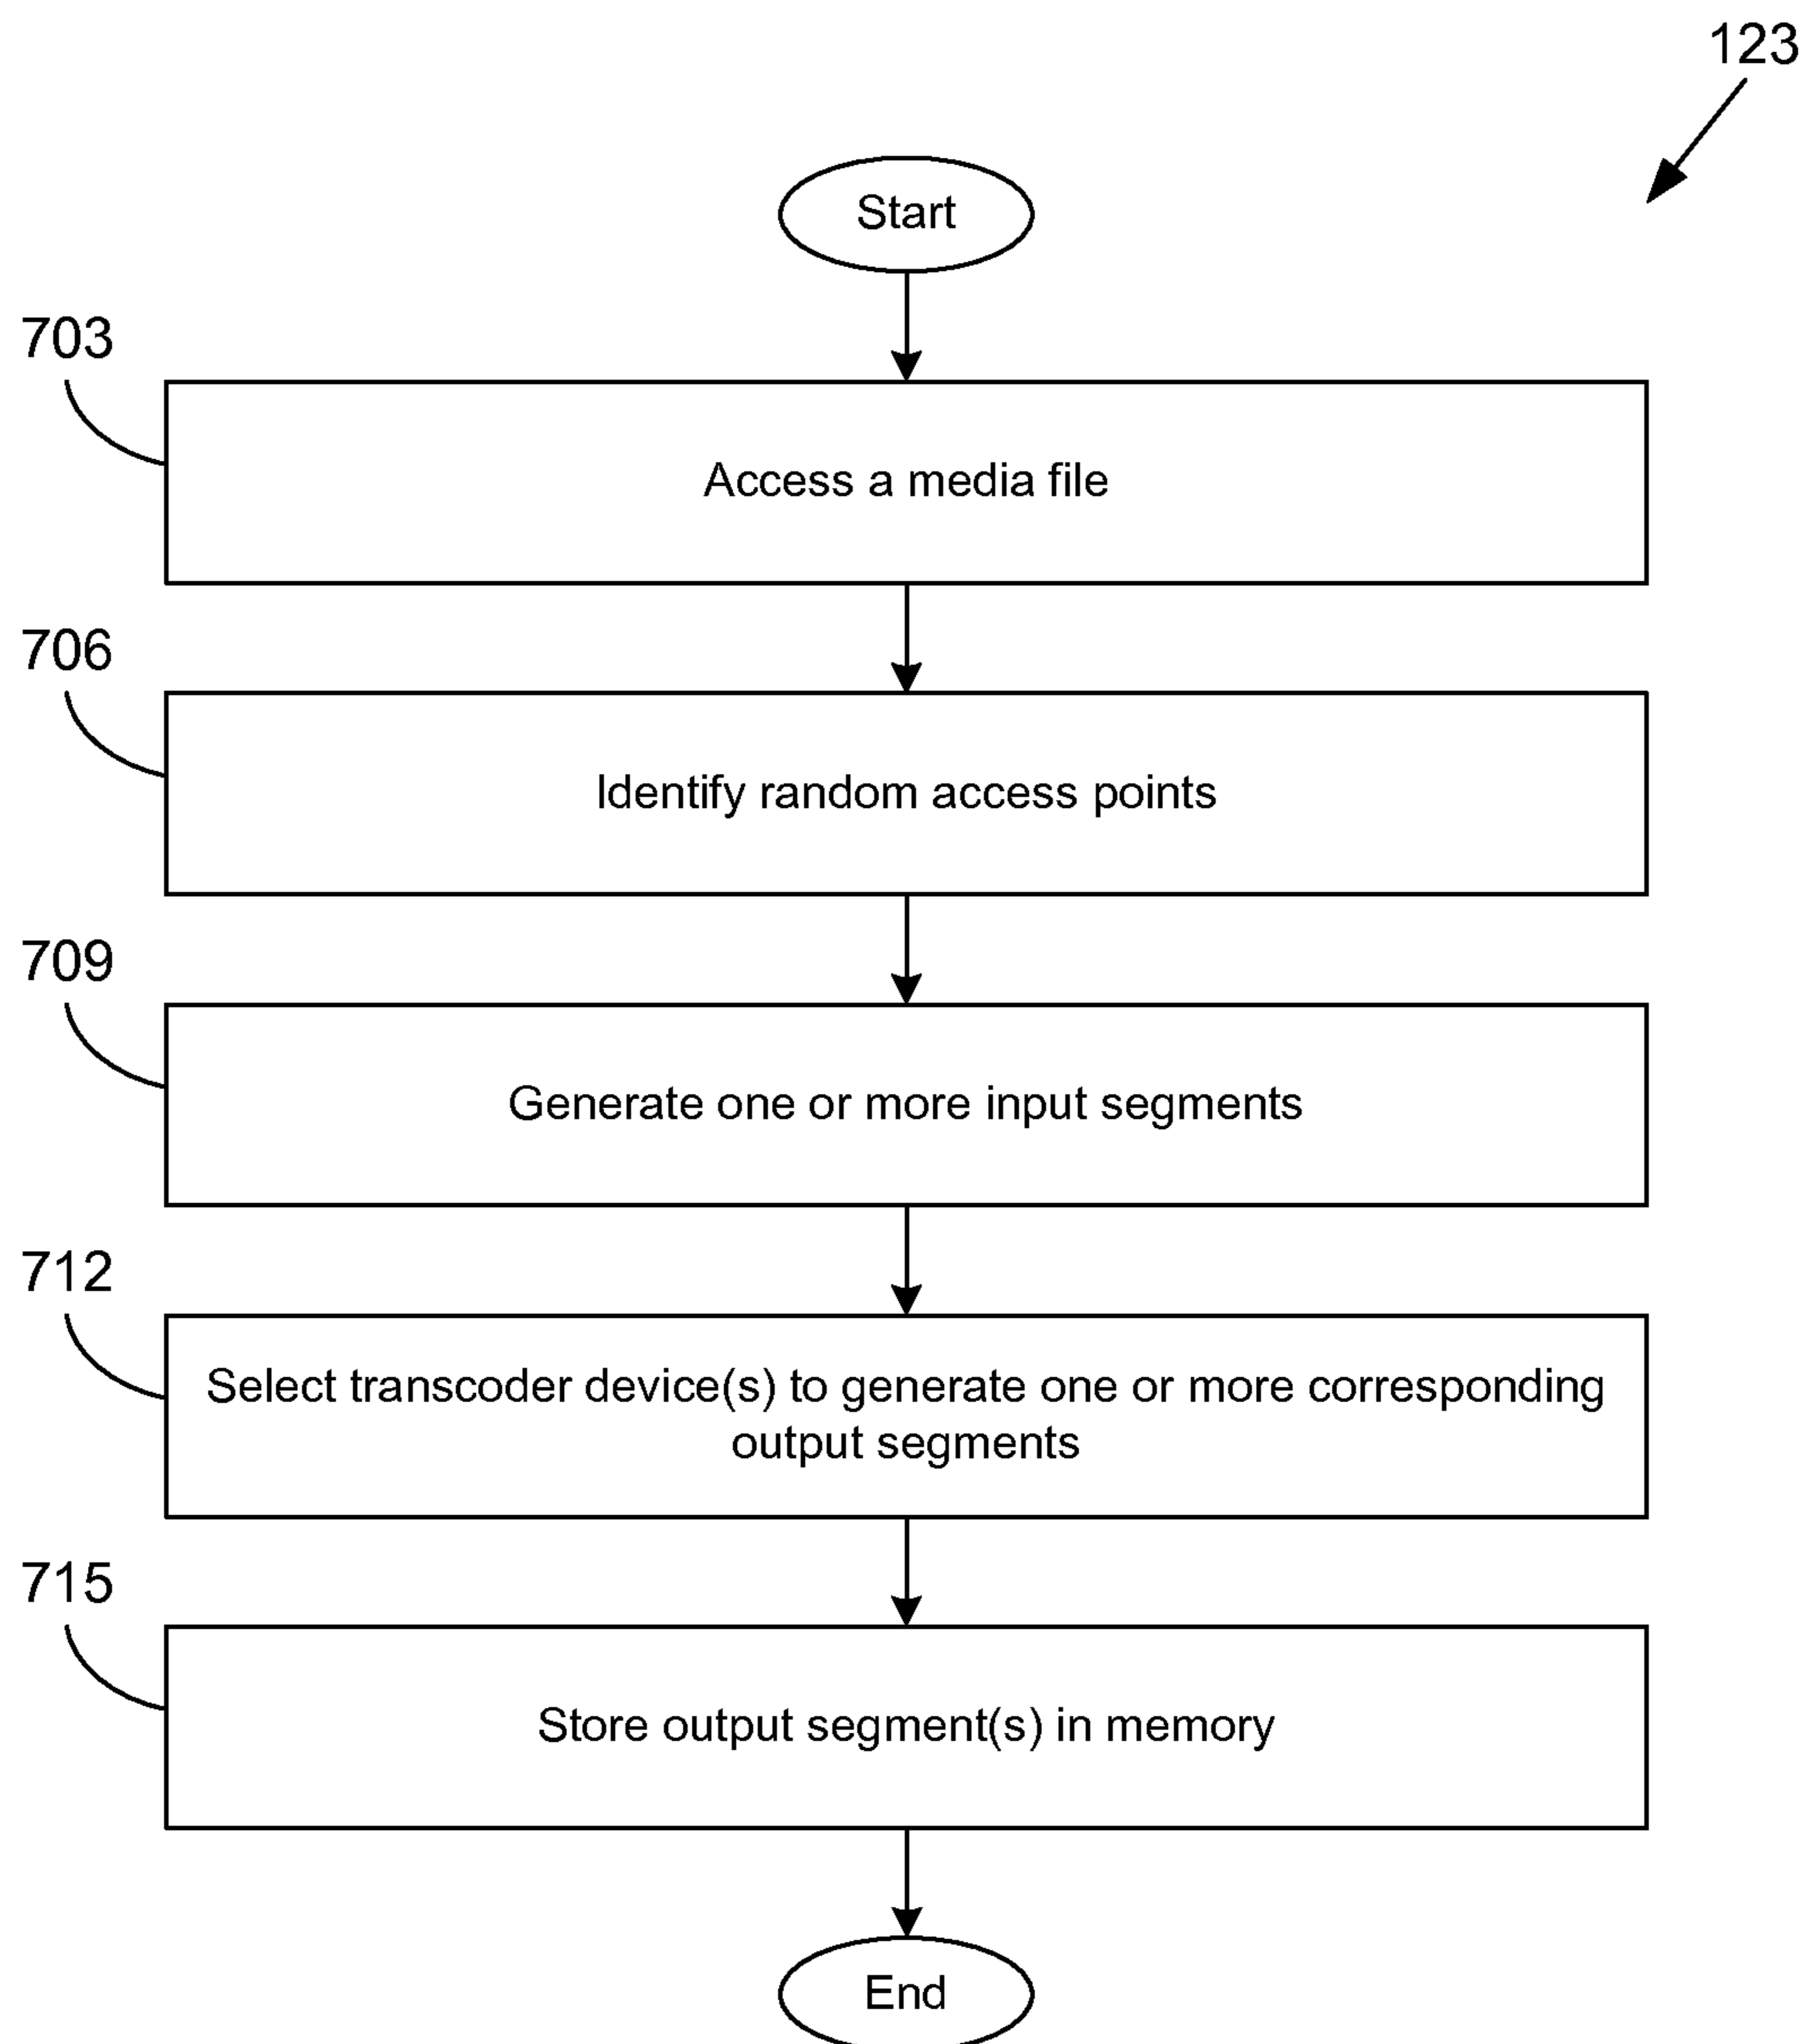 123
Start
703
Access a media file
706
Identify random access points
709
Generate one or more input segments
712
Select transcoder device(s) to generate one or more corresponding
output segments
715
Store output segment(s) in memory
End